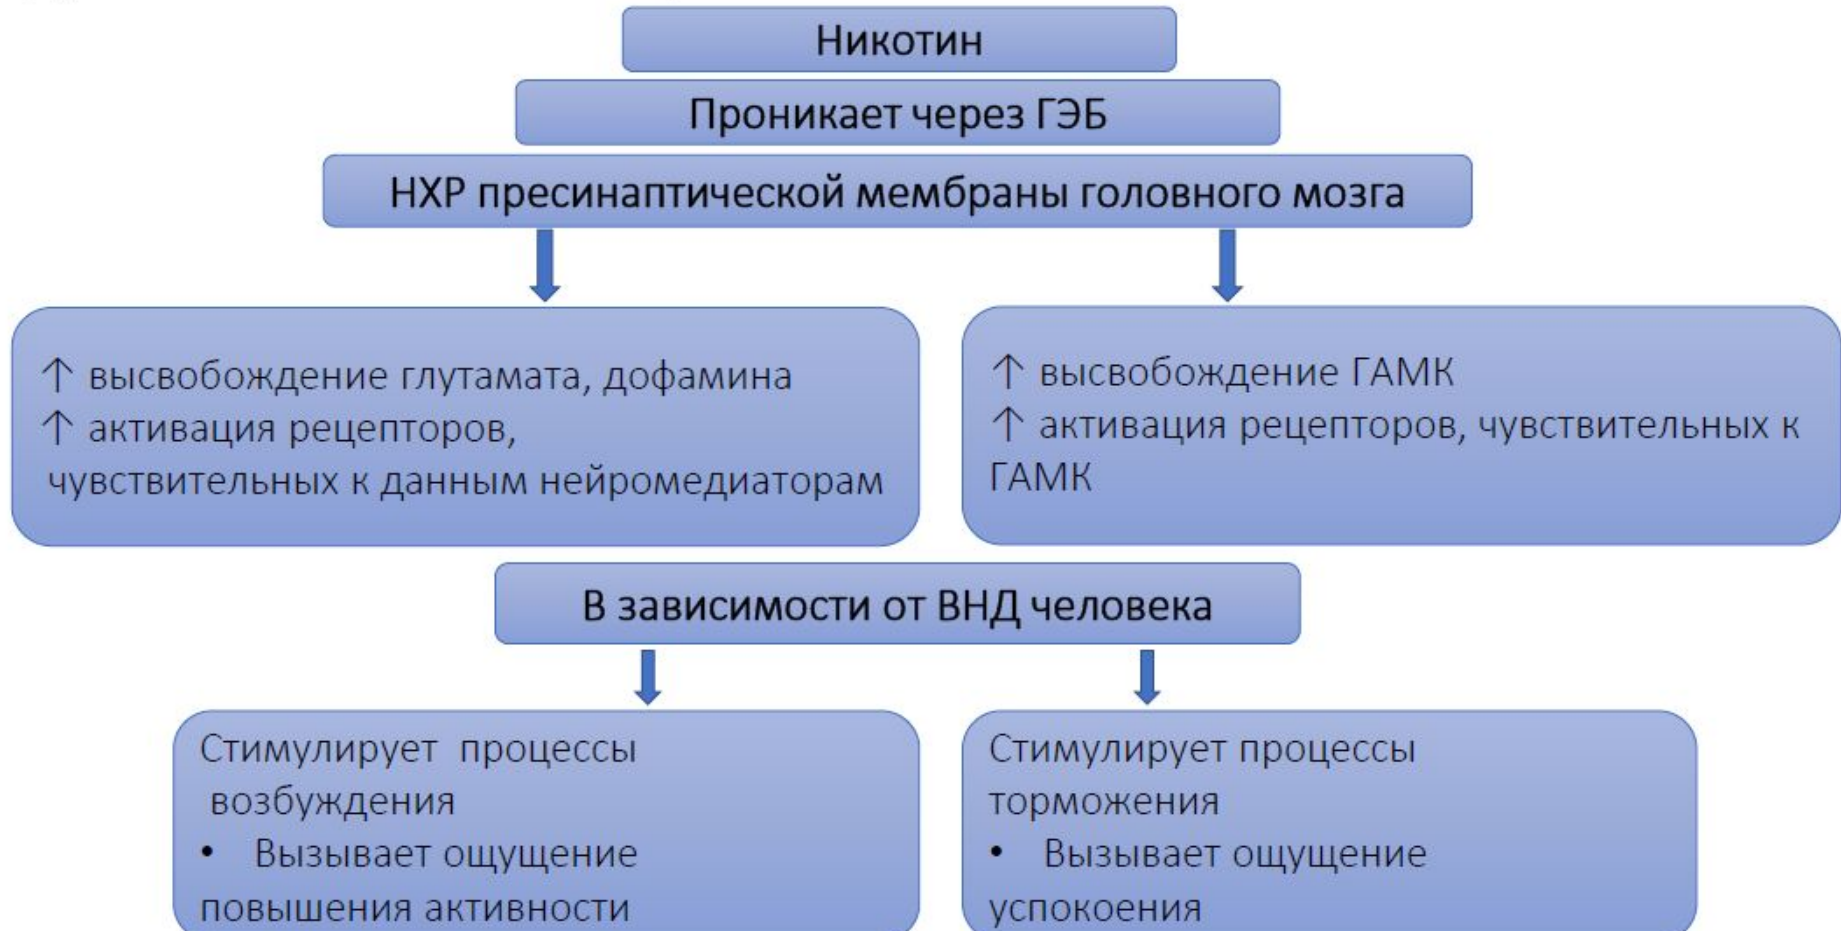 Никотин
Проникает через ГЭБ
НХР пресинаптической мембраны головного мозга
↑ высвобождение глутамата, дофамина
↑ активация рецепторов,
чувствительных к данным нейромедиаторам
↑ высвобождение ГАМК
↑ активация рецепторов, чувствительных к
ГАМК
В зависимости от ВНД человека
Стимулирует процессы
возбуждения
• Вызывает ощущение
повышения активности
Стимулирует процессы
торможения
• Вызывает ощущение
успокоения